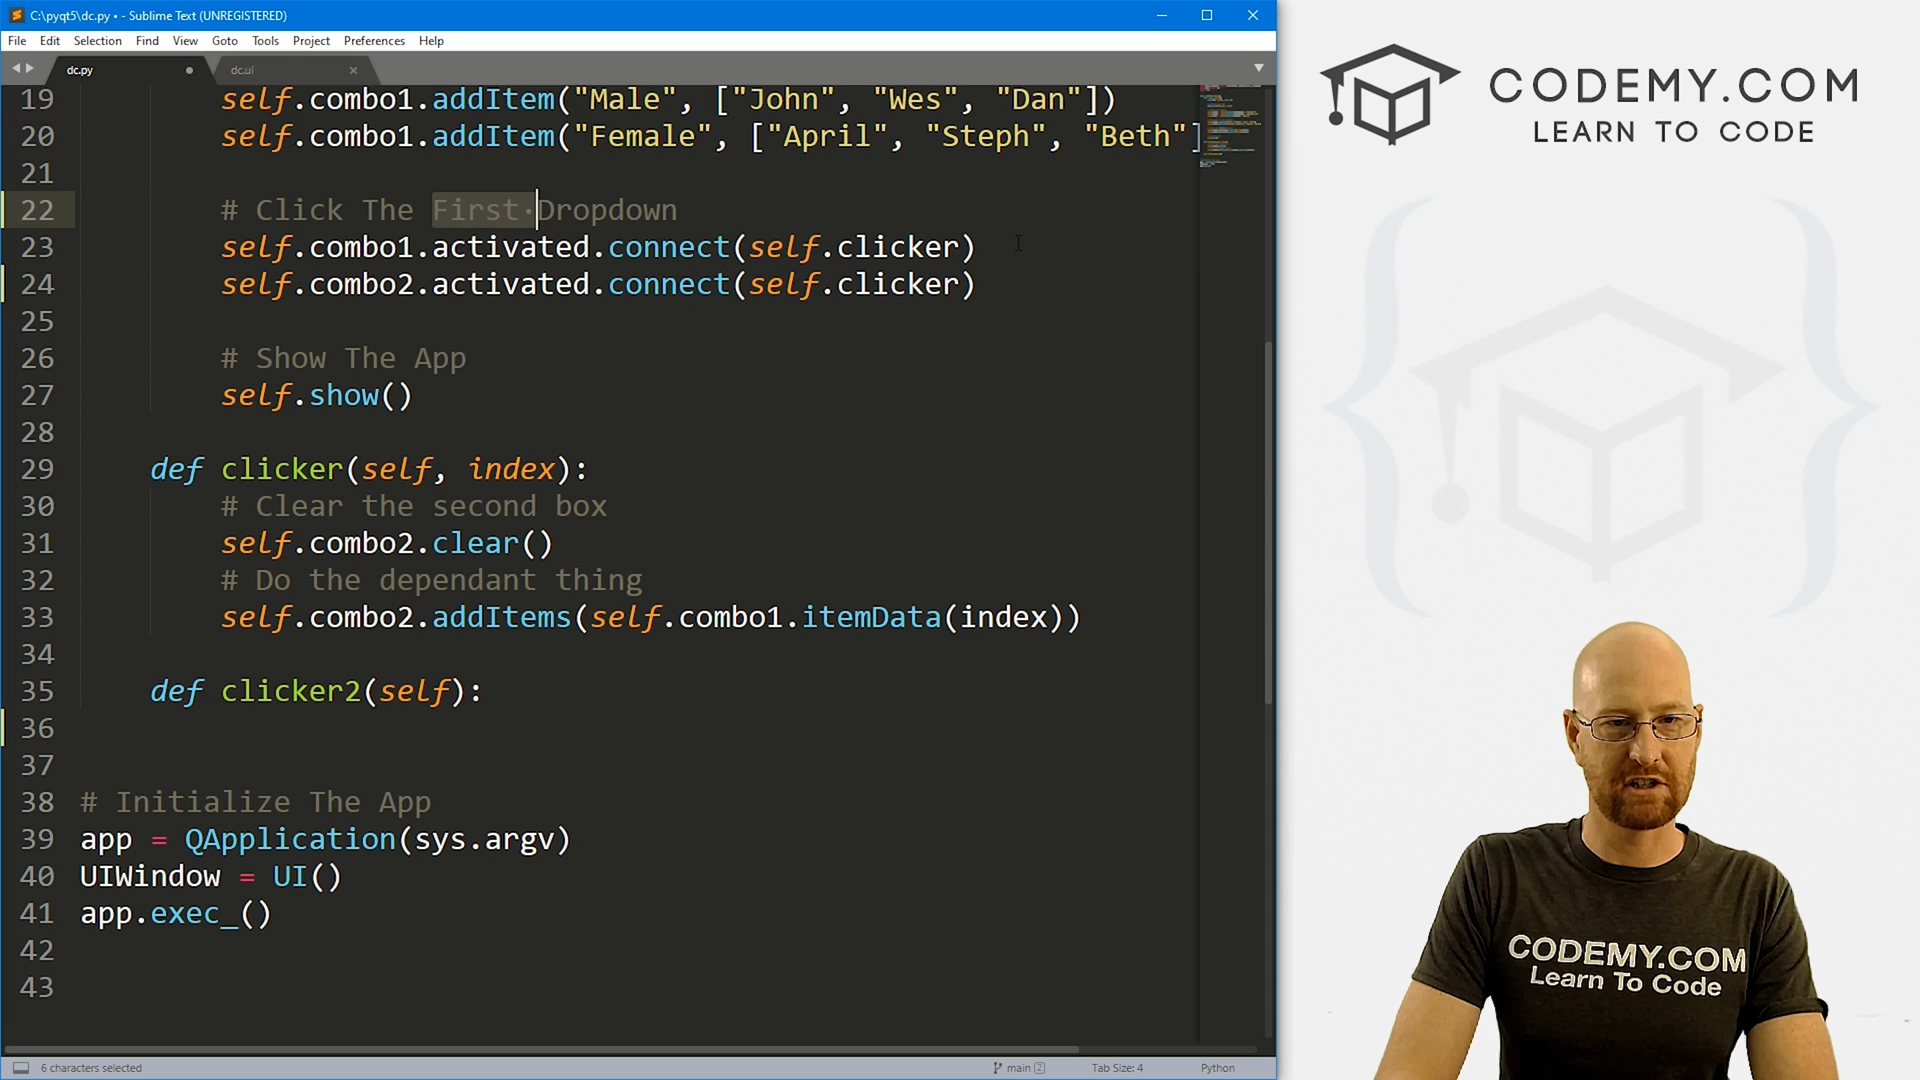 C:\pyqt5\dc.py • - Sublime Text (UNREGISTERED)
File Edit Selection Find View Goto Tools Project Preferences Help
dc.py
dc.ui
19 self.combo1.addItem("Male", ["John", "Wes", "Dan"])
20 self.combo1.addItem("Female", ["April", "Steph", "Beth"]
21
22 # Click The First Dropdown
23 self.combo1.activated.connect(self.clicker)
24 self.combo2.activated.connect(self.clicker)
25
26 # Show The App
27 self.show()
28
29 def clicker(self, index):
30 # Clear the second box
31 self.combo2.clear()
32 # Do the dependant thing
33 self.combo2.addItems(self.combo1.itemData(index))
34
35 def clicker2(self):
36
37
38 # Initialize The App
39 app = QApplication(sys.argv)
40 UIWindow = UI()
41 app.exec_()
42
43
6 characters selected
main 2
Tab Size: 4
Python
CODEMY.COM
LEARN TO CODE
CODEMY.COM
Learn To Code